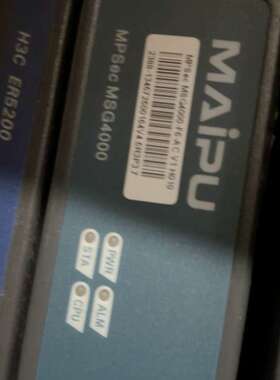 MAIPU
MPSec MSG4000
PWR
ALM
STA
CPU
H3C ER5200